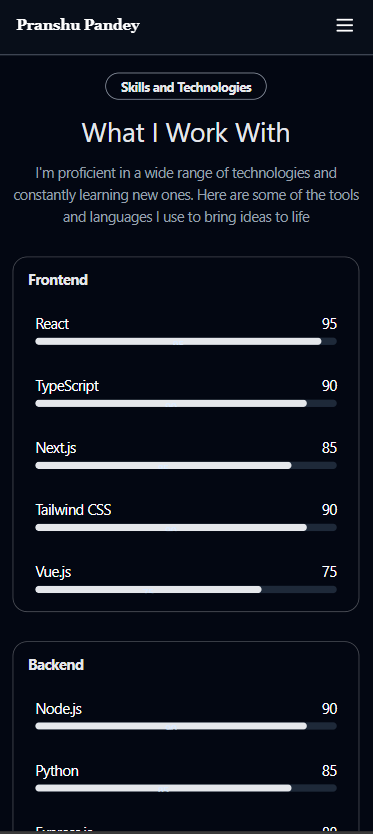 Pranshu Pandey
Skills and Technologies
What I Work With
I'm proficient in a wide range of technologies and
constantly learning new ones. Here are some of the tools
and languages I use to bring ideas to life
Frontend
React 95
TypeScript 90
Next.js 85
Tailwind CSS 90
Vue.js 75
Backend
Node.js 90
Python 85